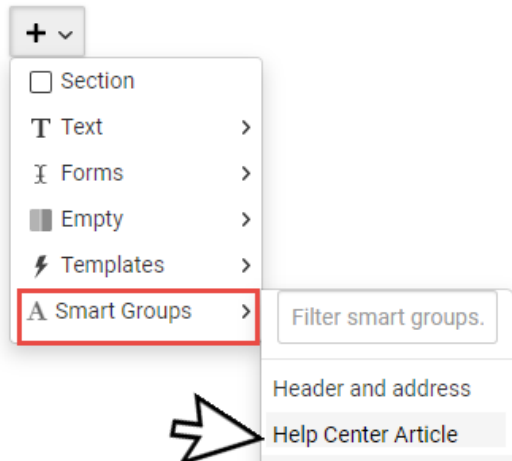 Section
Text
Forms
Empty
Templates
Smart Groups
Filter smart groups.
Header and address
Help Center Article